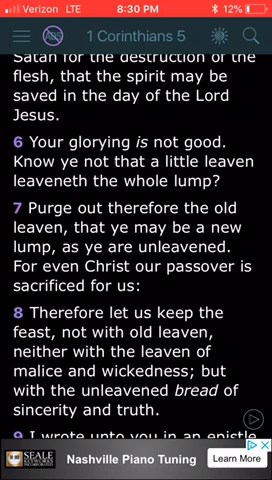 Verizon LTE 8:30 PM 12%
ADS 1 Corinthians 5
Satan for the destruction of the
flesh, that the spirit may be
saved in the day of the Lord
Jesus.
6 Your glorying is not good.
Know ye not that a little leaven
leaveneth the whole lump?
7 Purge out therefore the old
leaven, that ye may be a new
lump, as ye are unleavened.
For even Christ our passover is
sacrificed for us:
8 Therefore let us keep the
feast, not with old leaven,
neither with the leaven of
malice and wickedness; but
with the unleavened bread of
sincerity and truth.
9 I wrote unto you in an epistle
SEALE
Nashville Piano Tuning
Learn More